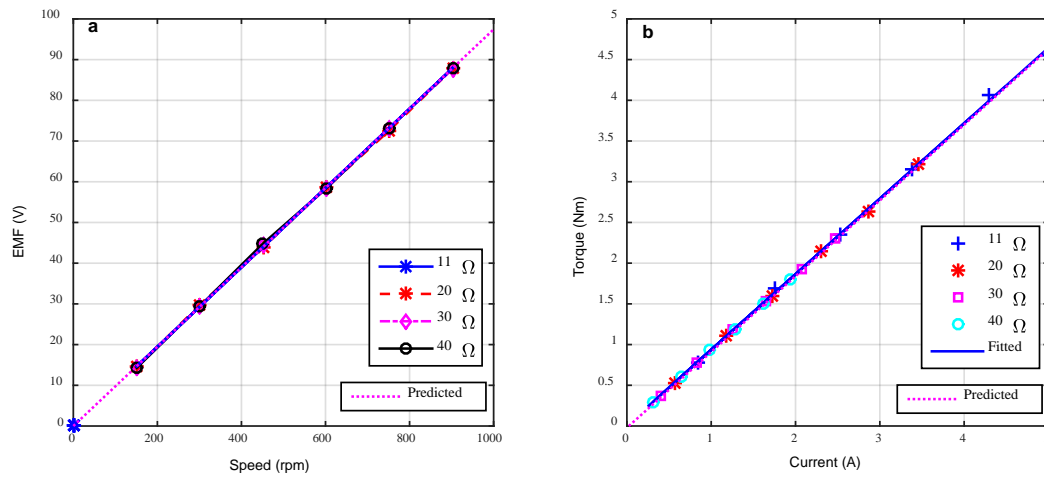 a
100
90
80
70
60
50
40
30
20
10
0
EMF (V)
0 200 400 600 800 1000
Speed (rpm)
11 Ω
20 Ω
30 Ω
40 Ω
Predicted
b
5
4.5
4
3.5
3
2.5
2
1.5
1
0.5
0
Torque (Nm)
0 1 2 3 4
Current (A)
11 Ω
20 Ω
30 Ω
40 Ω
Fitted
Predicted